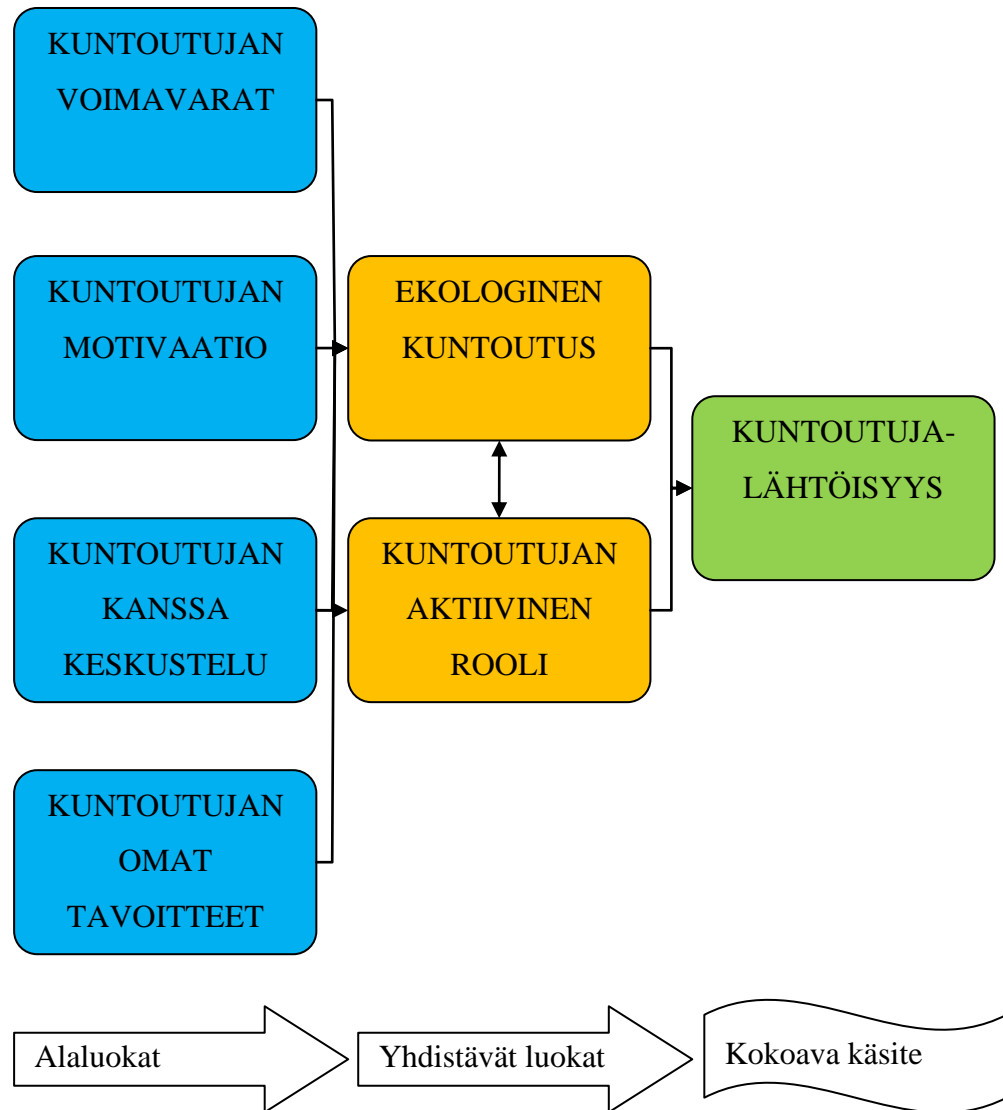 KUNTOUTUJAN
VOIMAVARAT
KUNTOUTUJAN
MOTIVAATIO
KUNTOUTUJAN
KANSSA
KESKUSTELU
KUNTOUTUJAN
OMAT
TAVOITTEET
EKOLOGINEN
KUNTOUTUS
KUNTOUTUJAN
AKTIIVINEN
ROOLI
KUNTOUTUJA-
LÄHTÖISYYS
Alaluokat
Yhdistävät luokat
Kokoava käsite